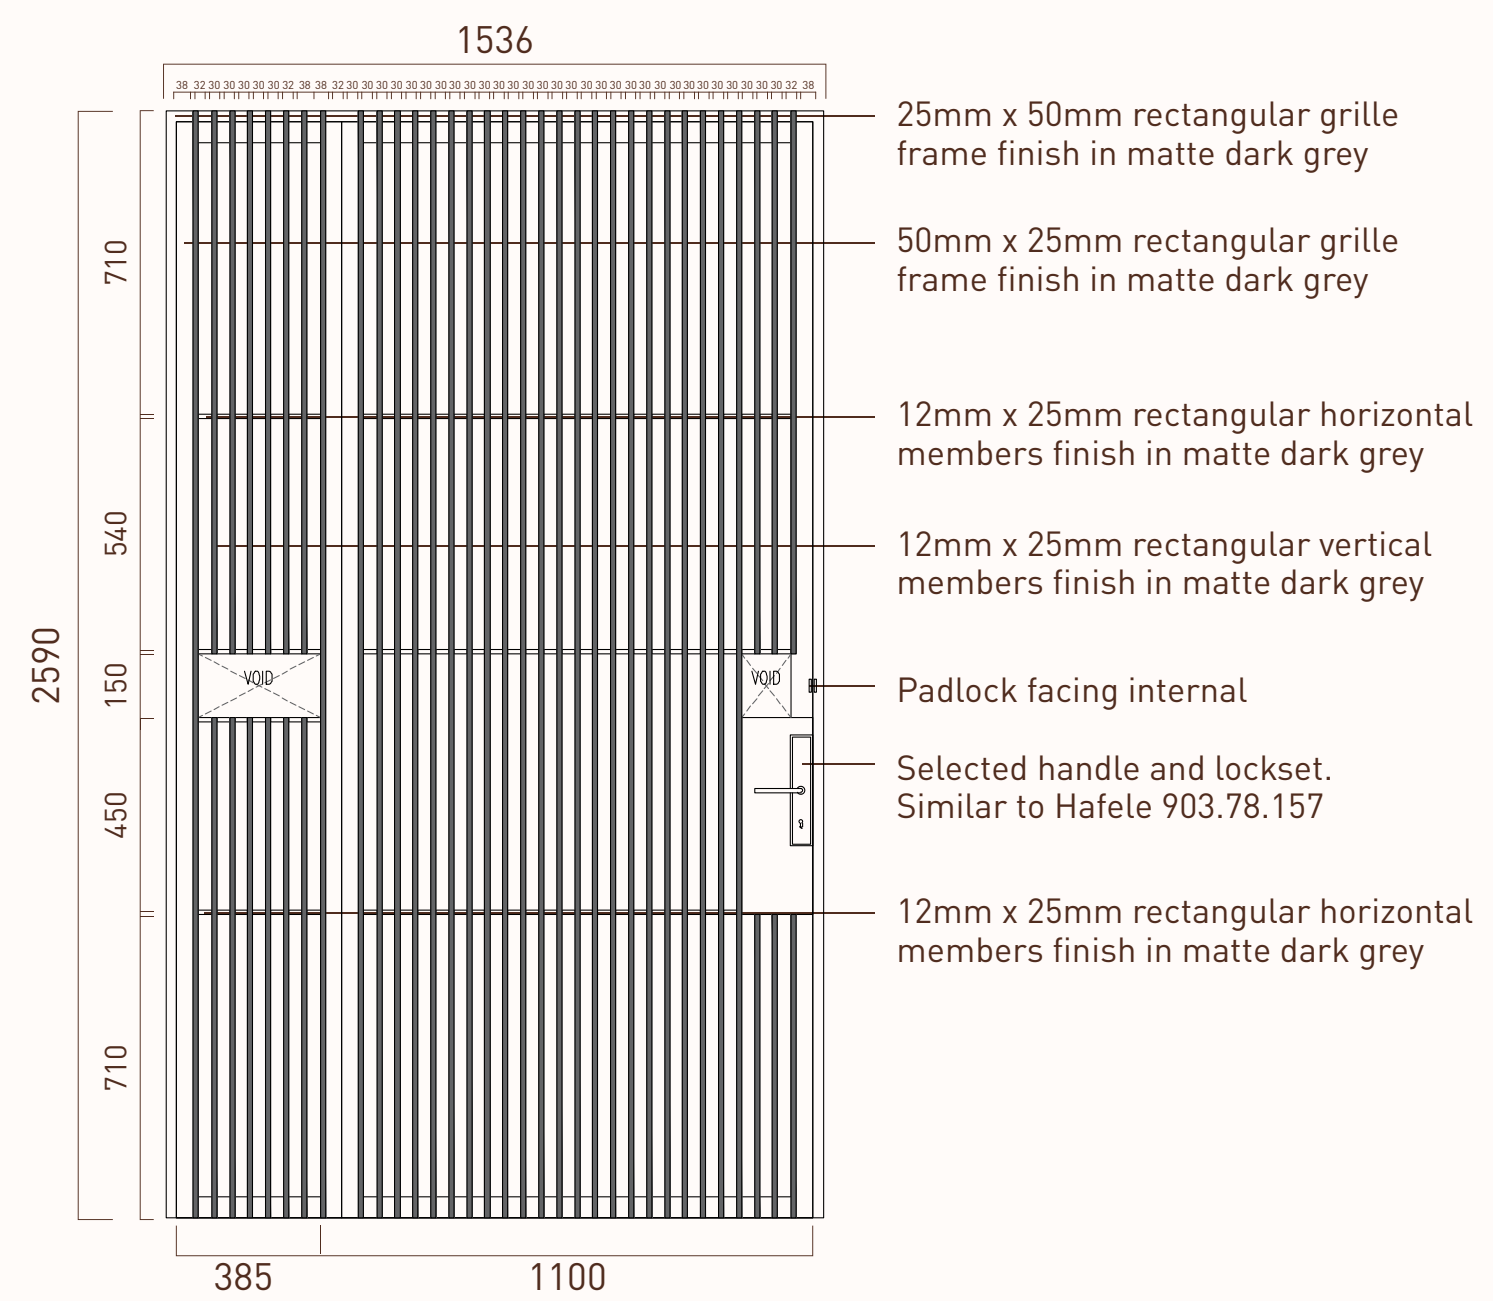 1536
38 32 30 30 30 30 30 32 38 38 32 30 30 30 30 30 30 30 30 30 30 30 30 30 30 30 30 30 30 30 30 30 30 30 30 30 30 30 30 30 30 32 38
25mm x 50mm rectangular grille
frame finish in matte dark grey
710
50mm x 25mm rectangular grille
frame finish in matte dark grey
12mm x 25mm rectangular horizontal
members finish in matte dark grey
540
12mm x 25mm rectangular vertical
members finish in matte dark grey
2590
150
VOID
VOID
Padlock facing internal
Selected handle and lockset.
Similar to Hafele 903.78.157
450
12mm x 25mm rectangular horizontal
members finish in matte dark grey
710
385
1100